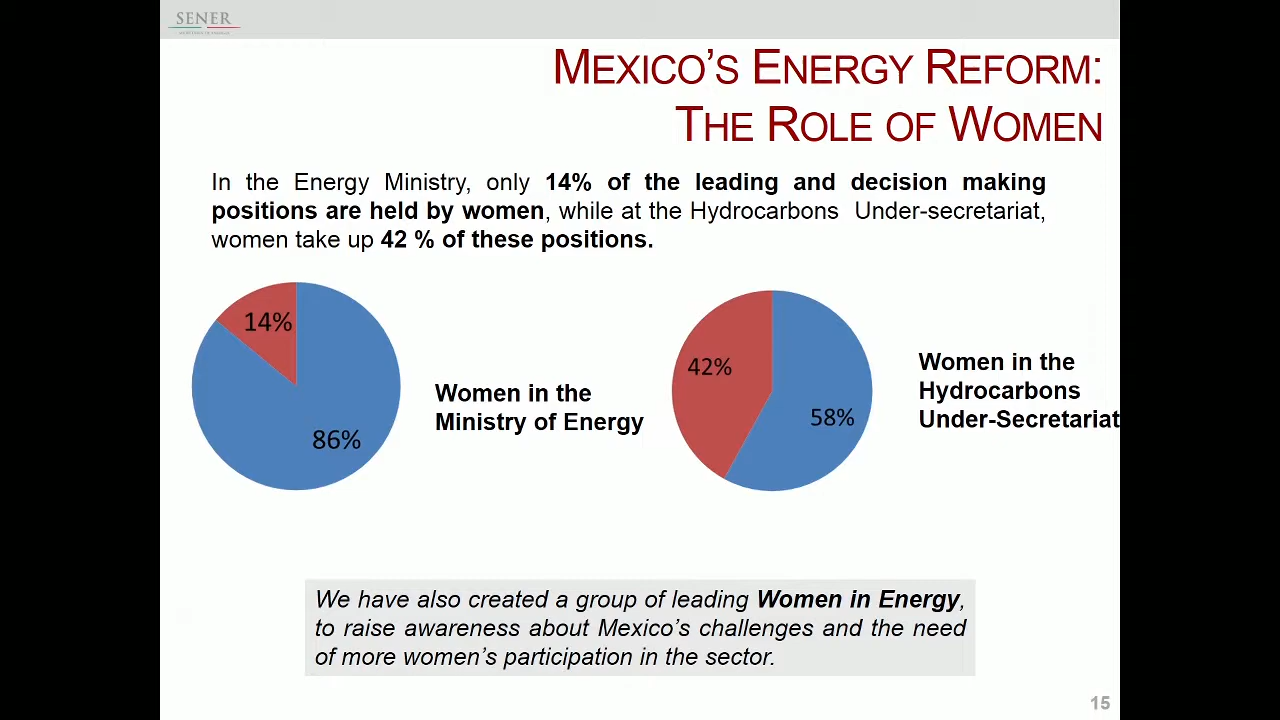 SENER
MEXICO'S ENERGY REFORM:
THE ROLE OF WOMEN
In the Energy Ministry, only 14% of the leading and decision making
positions are held by women, while at the Hydrocarbons Under-secretariat,
women take up 42 % of these positions.
14%
86%
Women in the
Ministry of Energy
42%
58%
Women in the
Hydrocarbons
Under-Secretariat
We have also created a group of leading Women in Energy,
to raise awareness about Mexico's challenges and the need
of more women's participation in the sector.
15